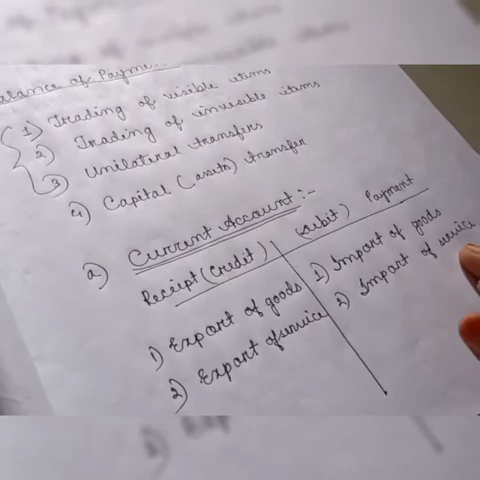 alance of Payme..
1) Trading of visible items
2) Trading of invisible items
3) Unilateral transfers
4) Capital (assets) transfer
a) Current Account :-
Receipt (Credit) (Debit) Payment
1) Export of goods 1) Import of goods
2) Export of service 2) Import of service